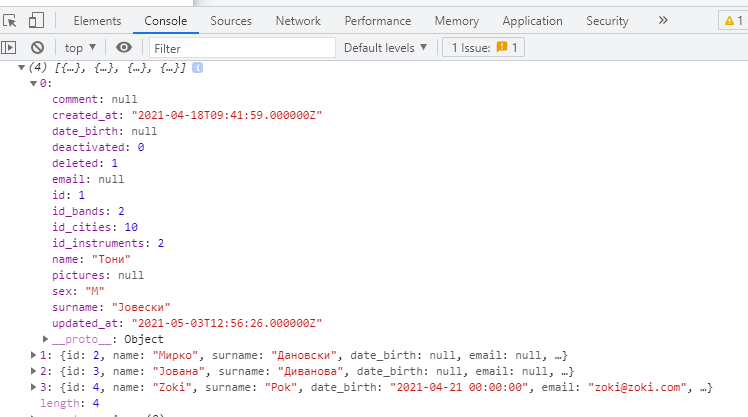 Elements Console Sources Network Performance Memory Application Security » 1
top ▼ Filter Default levels ▼ 1 Issue: 1
▼ (4) [{…}, {…}, {…}, {…}] i
▼ 0:
comment: null
created_at: "2021-04-18T09:41:59.000000Z"
date_birth: null
deactivated: 0
deleted: 1
email: null
id: 1
id_bands: 2
id_cities: 10
id_instruments: 2
name: "Тони"
pictures: null
sex: "M"
surname: "Јовески"
updated_at: "2021-05-03T12:56:26.000000Z"
▶ __proto__: Object
▶ 1: {id: 2, name: "Мирко", surname: "Дановски", date_birth: null, email: null, …}
▶ 2: {id: 3, name: "Јована", surname: "Диванова", date_birth: null, email: null, …}
▶ 3: {id: 4, name: "Zoki", surname: "Pok", date_birth: "2021-04-21 00:00:00", email: "zoki@zoki.com", …}
length: 4